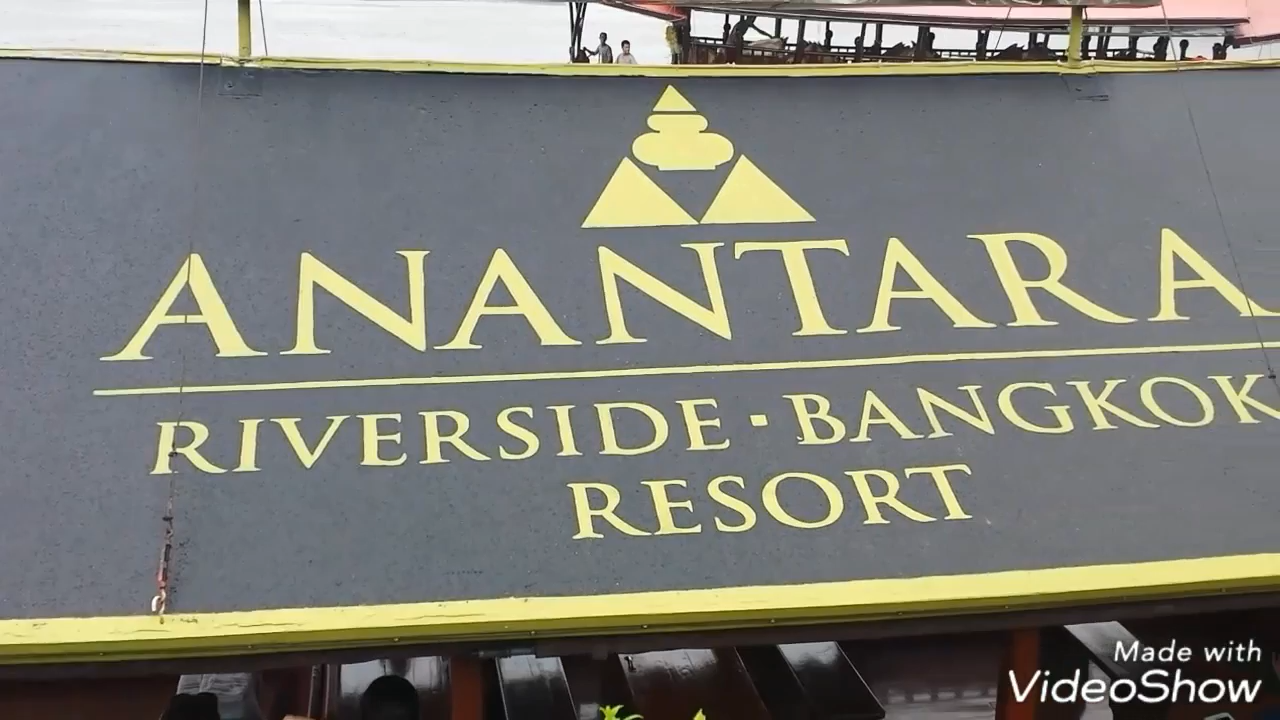 ANANTARA
RIVERSIDE · BANGKOK
RESORT
Made with
VideoShow